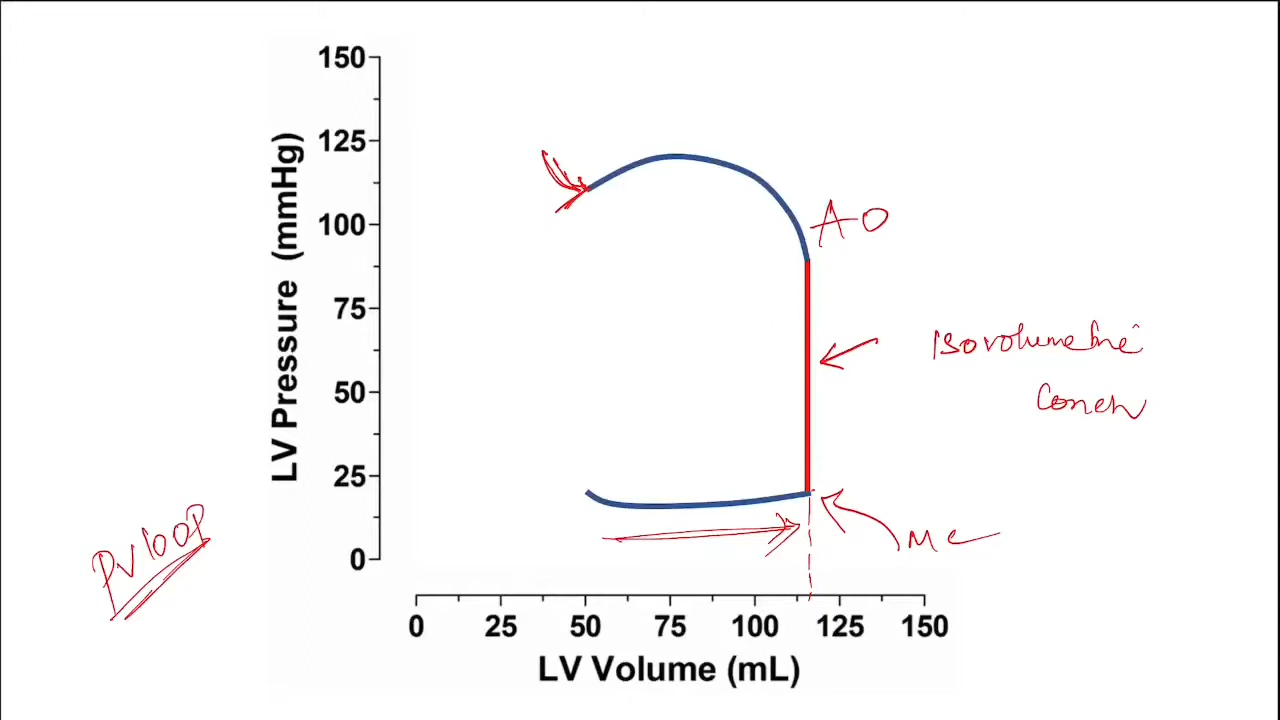 150
125
100
75
50
25
0
LV Pressure (mmHg)
AO
Isovolumetric
MC
PV loop
0 25 50 75 100 125 150
LV Volume (mL)